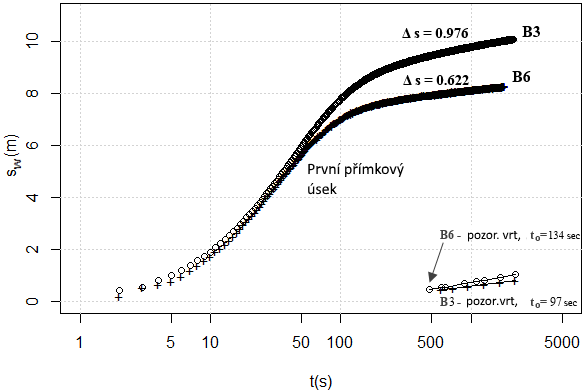 Δ s = 0.976 B3
Δ s = 0.622 B6
První přímkový
úsek
B6 - pozor. vrt, t₀=134 sec
B3 - pozor.vrt, t₀= 97 sec
s_w(m)
0
2
4
6
8
10
1 5 10 50 100 500 5000
t(s)